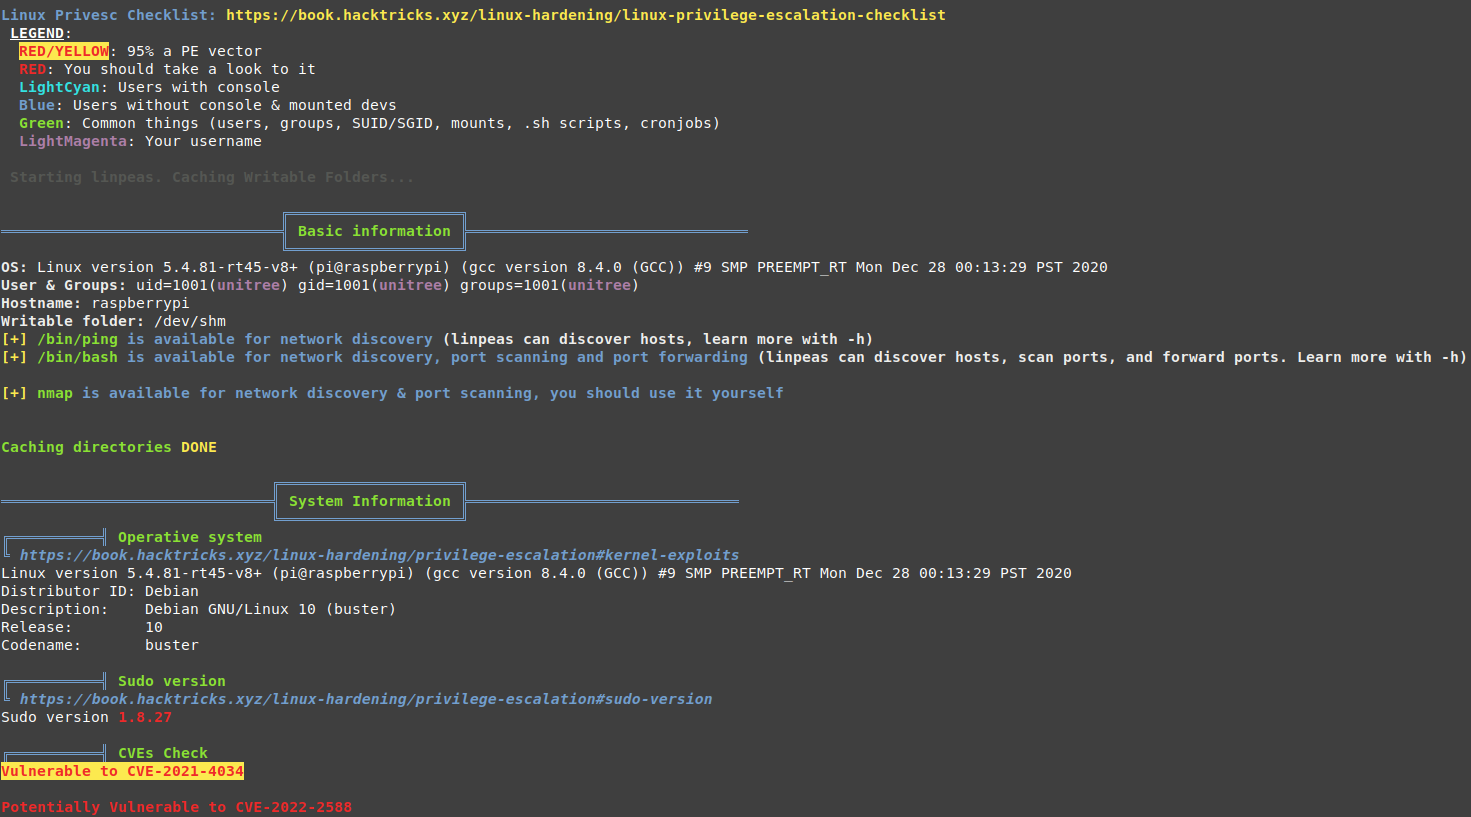 Linux Privesc Checklist: https://book.hacktricks.xyz/linux-hardening/linux-privilege-escalation-checklist
LEGEND:
RED/YELLOW: 95% a PE vector
RED: You should take a look to it
LightCyan: Users with console
Blue: Users without console & mounted devs
Green: Common things (users, groups, SUID/SGID, mounts, .sh scripts, cronjobs)
LightMagenta: Your username
Starting linpeas. Caching Writable Folders...
Basic information
OS: Linux version 5.4.81-rt45-v8+ (pi@raspberrypi) (gcc version 8.4.0 (GCC)) #9 SMP PREEMPT_RT Mon Dec 28 00:13:29 PST 2020
User & Groups: uid=1001(unitree) gid=1001(unitree) groups=1001(unitree)
Hostname: raspberrypi
Writable folder: /dev/shm
[+] /bin/ping is available for network discovery (linpeas can discover hosts, learn more with -h)
[+] /bin/bash is available for network discovery, port scanning and port forwarding (linpeas can discover hosts, scan ports, and forward ports. Learn more with -h)
[+] nmap is available for network discovery & port scanning, you should use it yourself
Caching directories DONE
System Information
Operative system
https://book.hacktricks.xyz/linux-hardening/privilege-escalation#kernel-exploits
Linux version 5.4.81-rt45-v8+ (pi@raspberrypi) (gcc version 8.4.0 (GCC)) #9 SMP PREEMPT_RT Mon Dec 28 00:13:29 PST 2020
Distributor ID: Debian
Description: Debian GNU/Linux 10 (buster)
Release: 10
Codename: buster
Sudo version
https://book.hacktricks.xyz/linux-hardening/privilege-escalation#sudo-version
Sudo version 1.8.27
CVEs Check
Vulnerable to CVE-2021-4034
Potentially Vulnerable to CVE-2022-2588